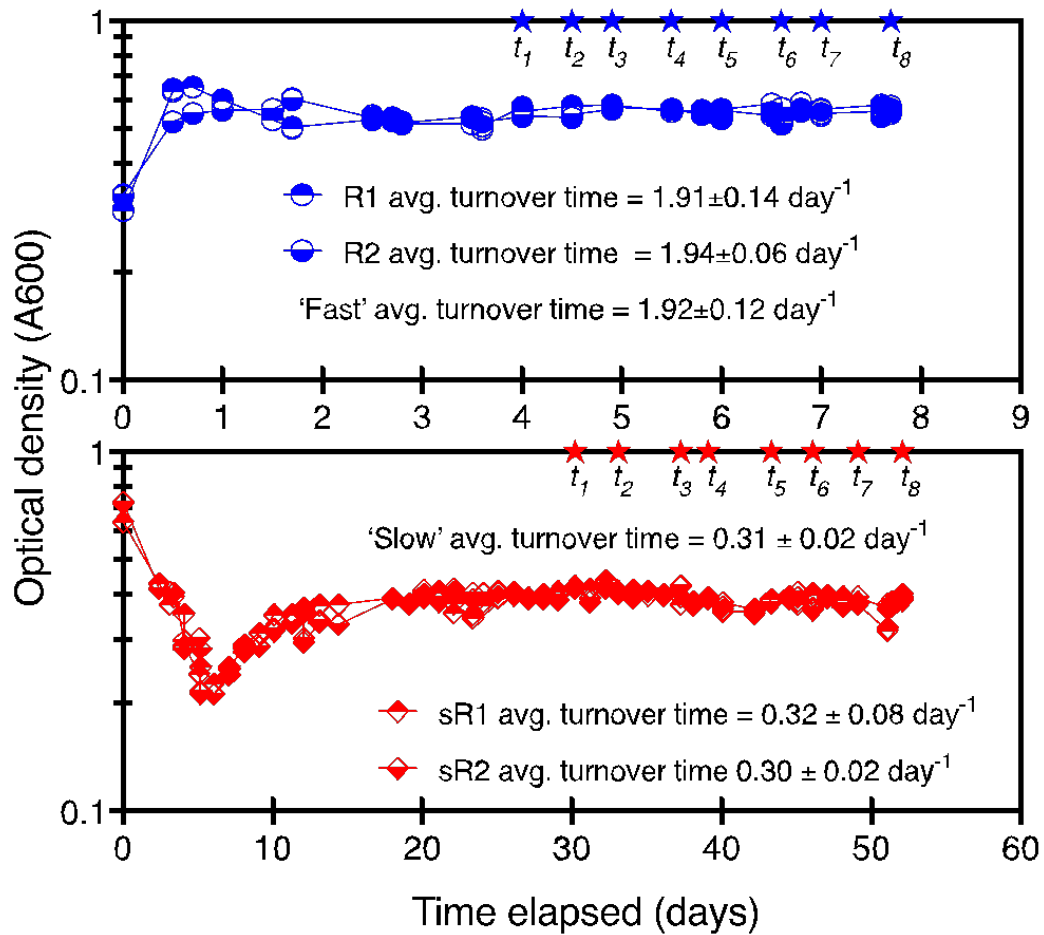 Optical density (A600)
1
t1 t2 t3 t4 t5 t6 t7 t8
R1 avg. turnover time = 1.91±0.14 day-1
R2 avg. turnover time = 1.94±0.06 day-1
‘Fast’ avg. turnover time = 1.92±0.12 day-1
0.1
0 1 2 3 4 5 6 7 8 9
1
t1 t2 t3 t4 t5 t6 t7 t8
‘Slow’ avg. turnover time = 0.31 ± 0.02 day-1
sR1 avg. turnover time = 0.32 ± 0.08 day-1
sR2 avg. turnover time 0.30 ± 0.02 day-1
0.1
0 10 20 30 40 50 60
Time elapsed (days)